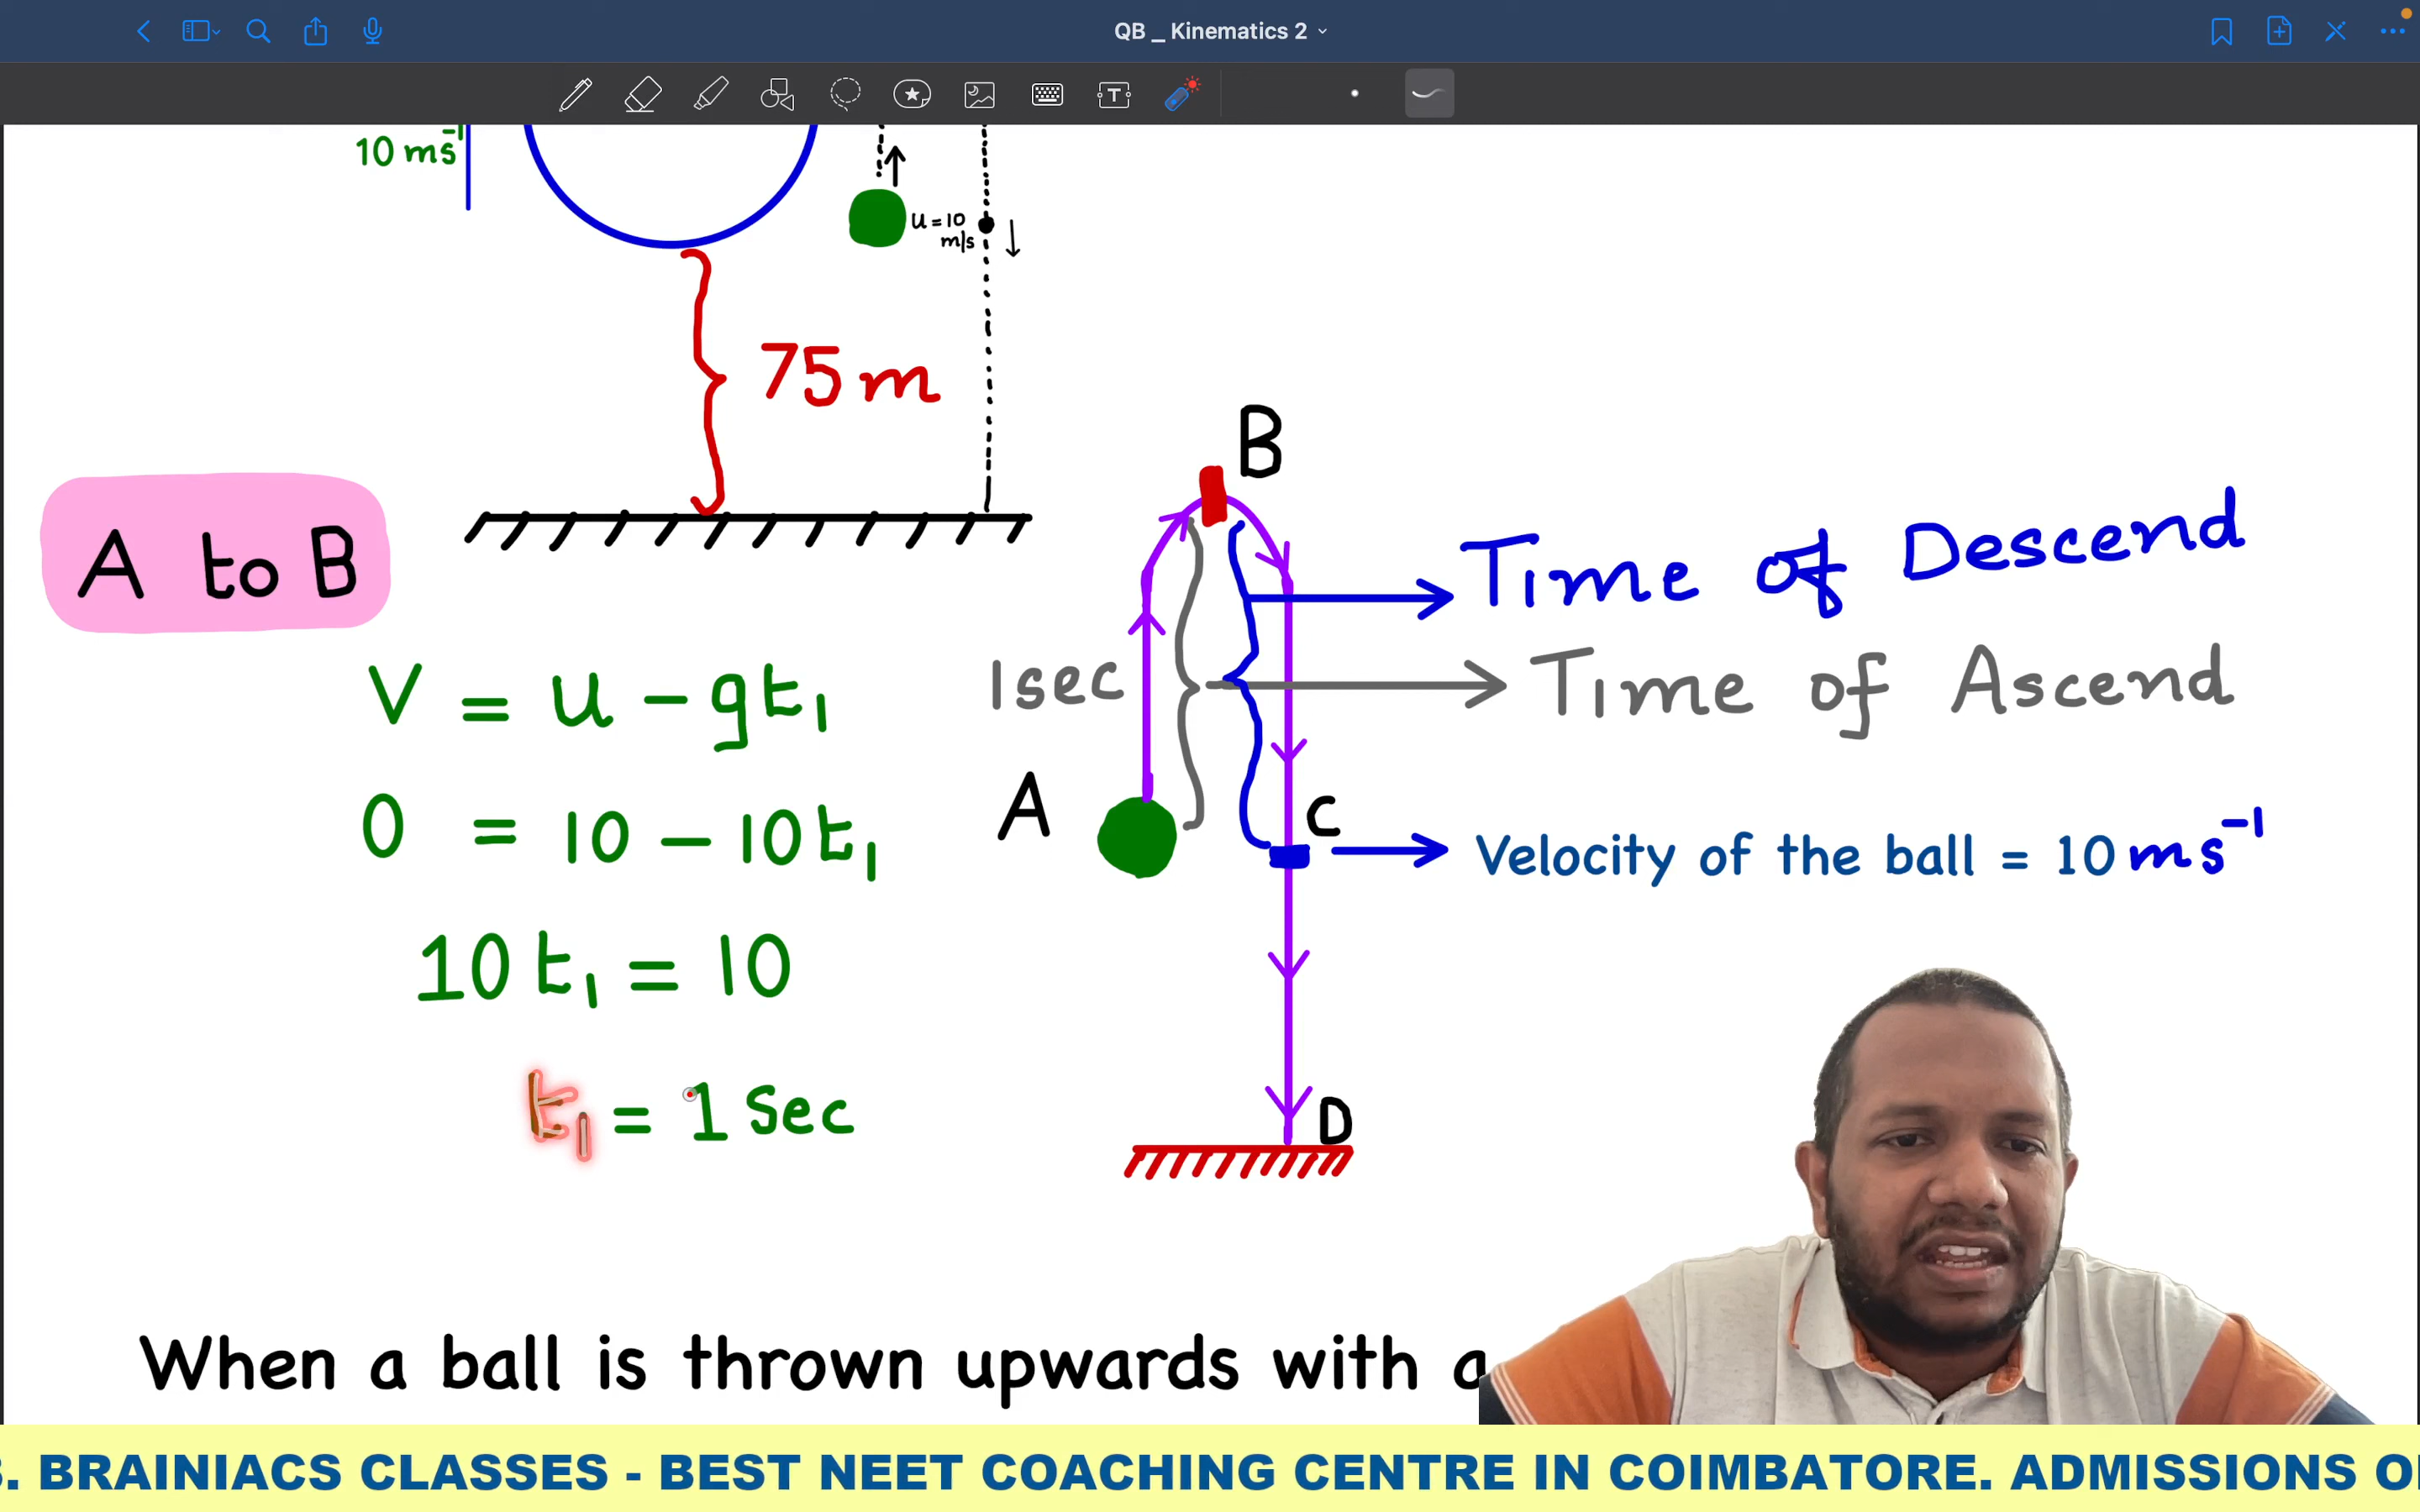 QB _ Kinematics 2
10 ms⁻¹
u = 10
m/s
75 m
B
A to B
Time of Descend
V = u - gt₁
1sec
Time of Ascend
A
C
0 = 10 - 10t₁
Velocity of the ball = 10 ms⁻¹
10t₁ = 10
t₁ = 1 Sec
D
When a ball is thrown upwards with a
. BRAINIACS CLASSES - BEST NEET COACHING CENTRE IN COIMBATORE. ADMISSIONS